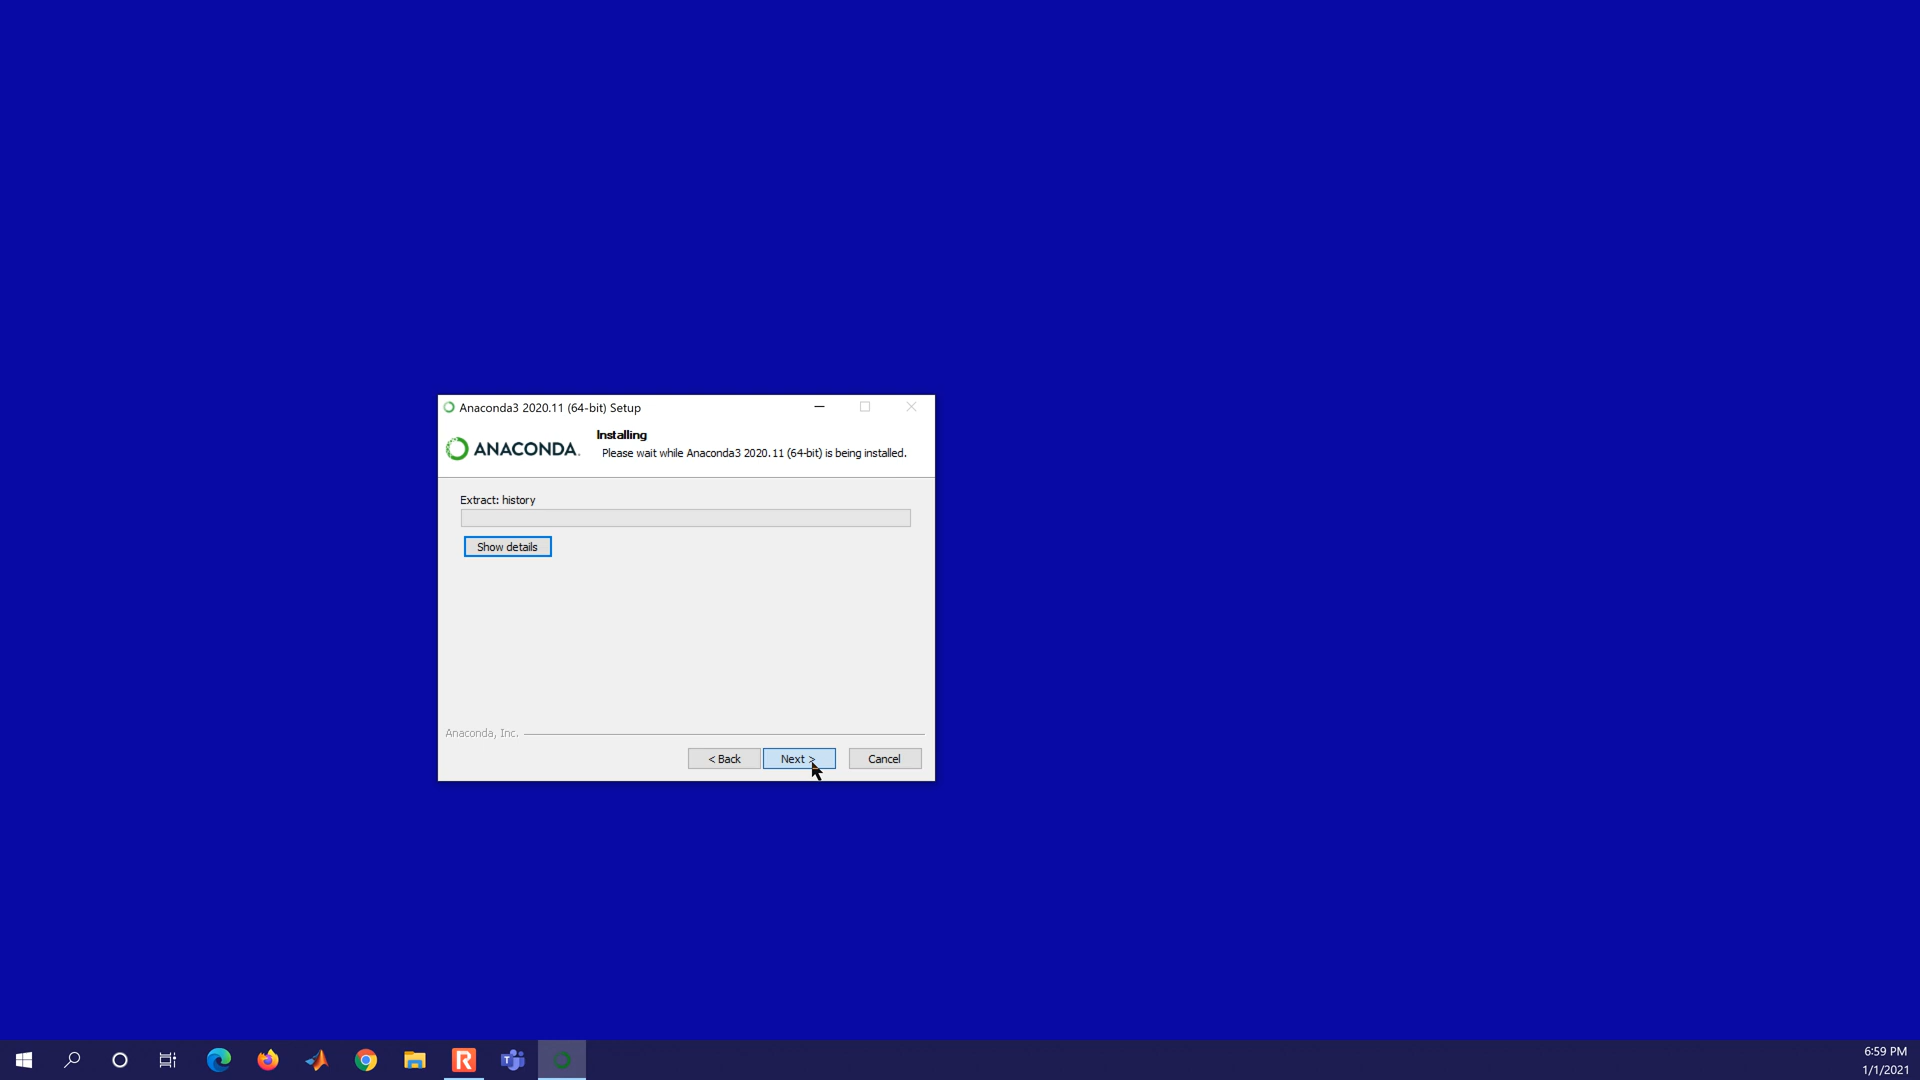 Anaconda3 2020.11 (64-bit) Setup
ANACONDA.
Installing
Please wait while Anaconda3 2020.11 (64-bit) is being installed.
Extract: history
Show details
Anaconda, Inc.
< Back
Next >
Cancel
6:59 PM
1/1/2021